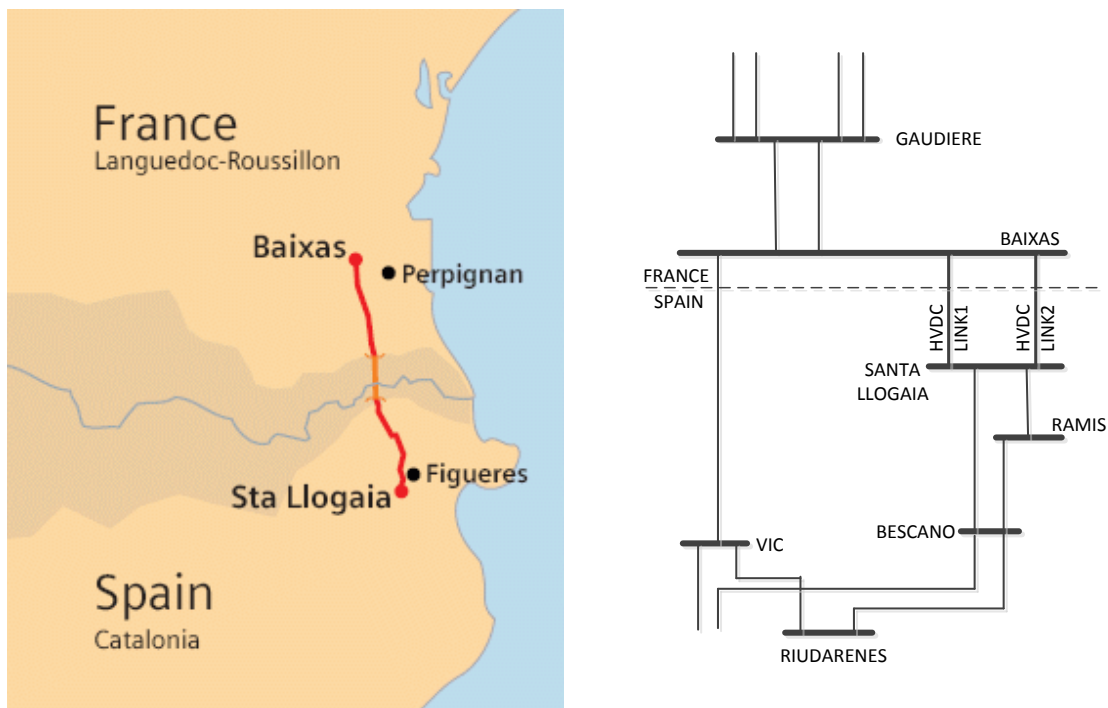 France
Languedoc-Roussillon
Baixas
Perpignan
Figueres
Sta Llogaia
Spain
Catalonia
GAUDIERE
BAIXAS
FRANCE
SPAIN
HVDC
LINK1
HVDC
LINK2
SANTA
LLOGAIA
RAMIS
BESCANO
VIC
RIUDARENES